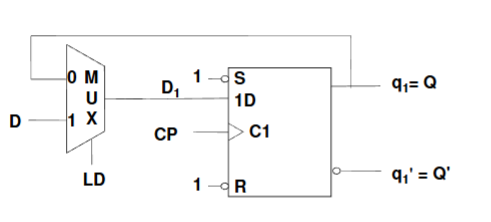 0 M
U
1 X
D
LD
D₁
1
S
1D
CP
C1
1
R
q₁= Q
q₁' = Q'